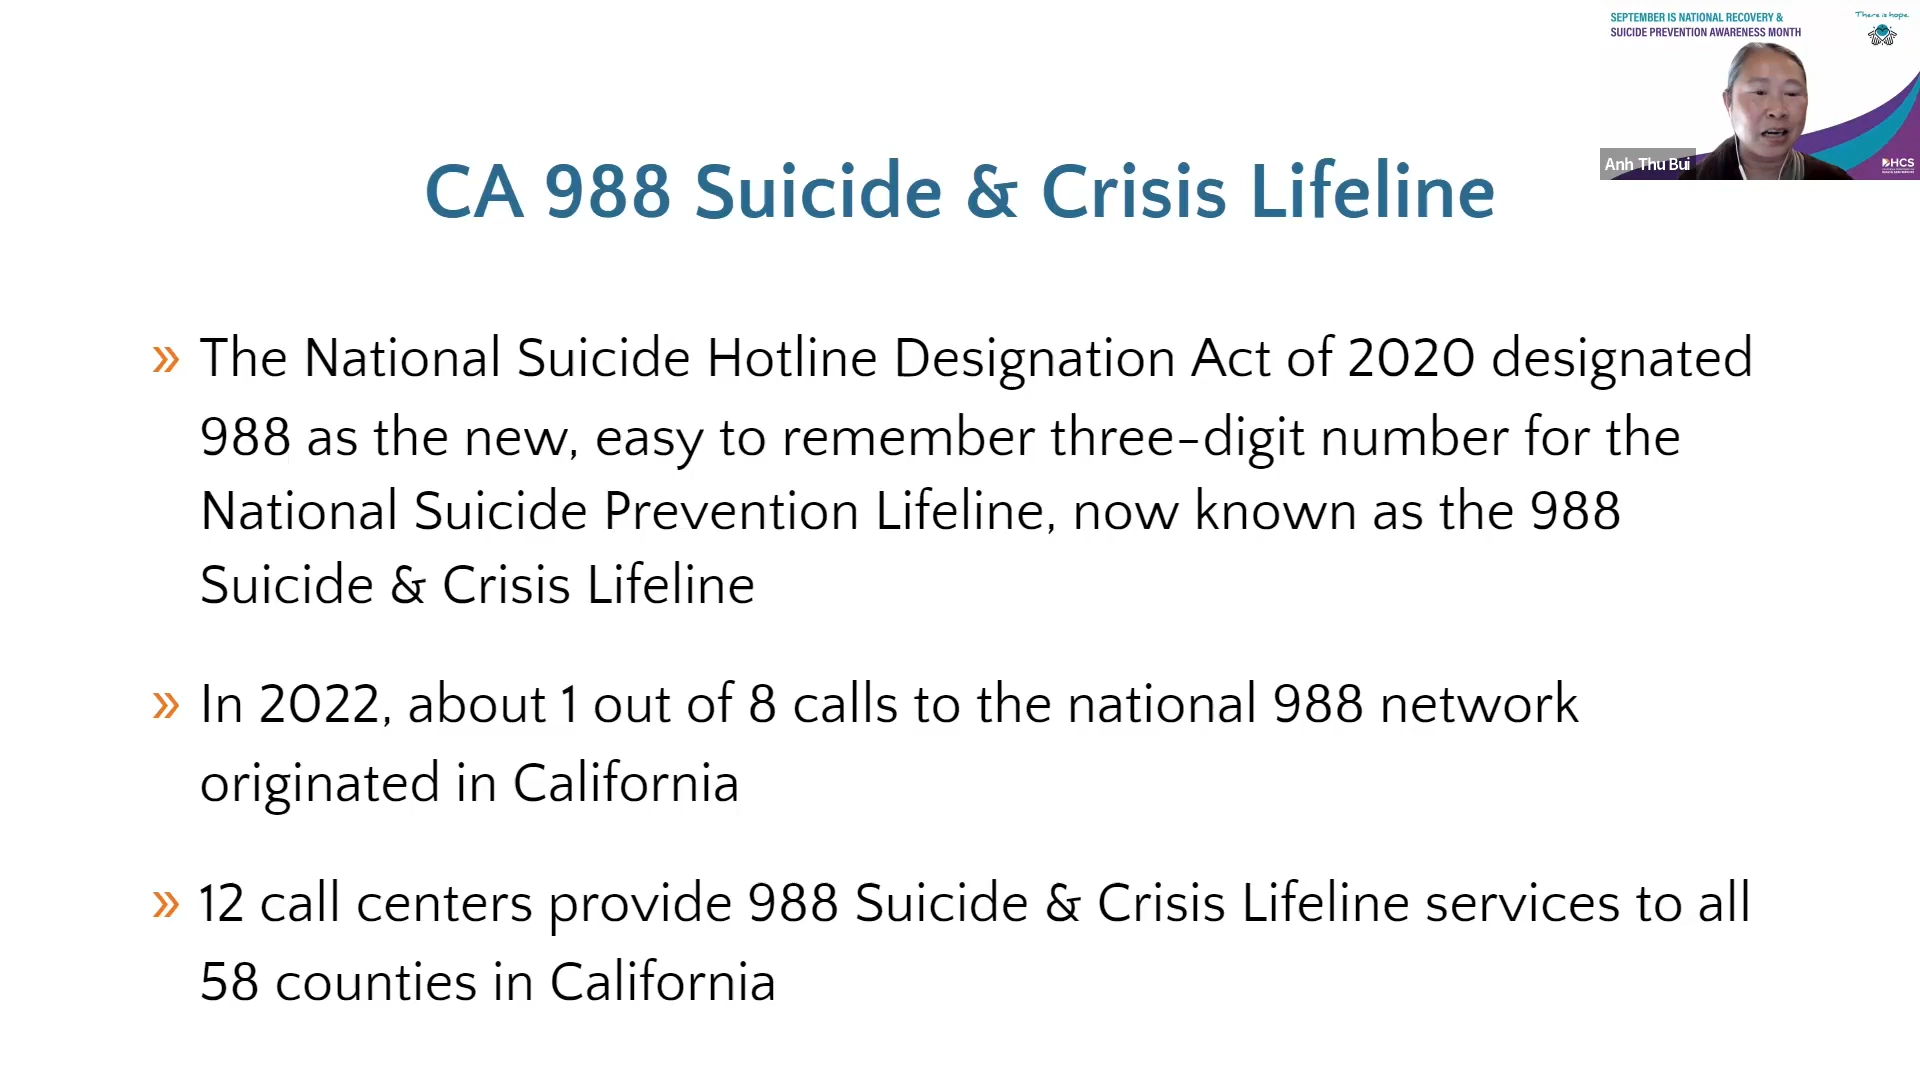 SEPTEMBER IS NATIONAL RECOVERY &
SUICIDE PREVENTION AWARENESS MONTH
There is hope
Anh Thu Bui
DHCS
CA 988 Suicide & Crisis Lifeline
» The National Suicide Hotline Designation Act of 2020 designated
988 as the new, easy to remember three-digit number for the
National Suicide Prevention Lifeline, now known as the 988
Suicide & Crisis Lifeline
» In 2022, about 1 out of 8 calls to the national 988 network
originated in California
» 12 call centers provide 988 Suicide & Crisis Lifeline services to all
58 counties in California